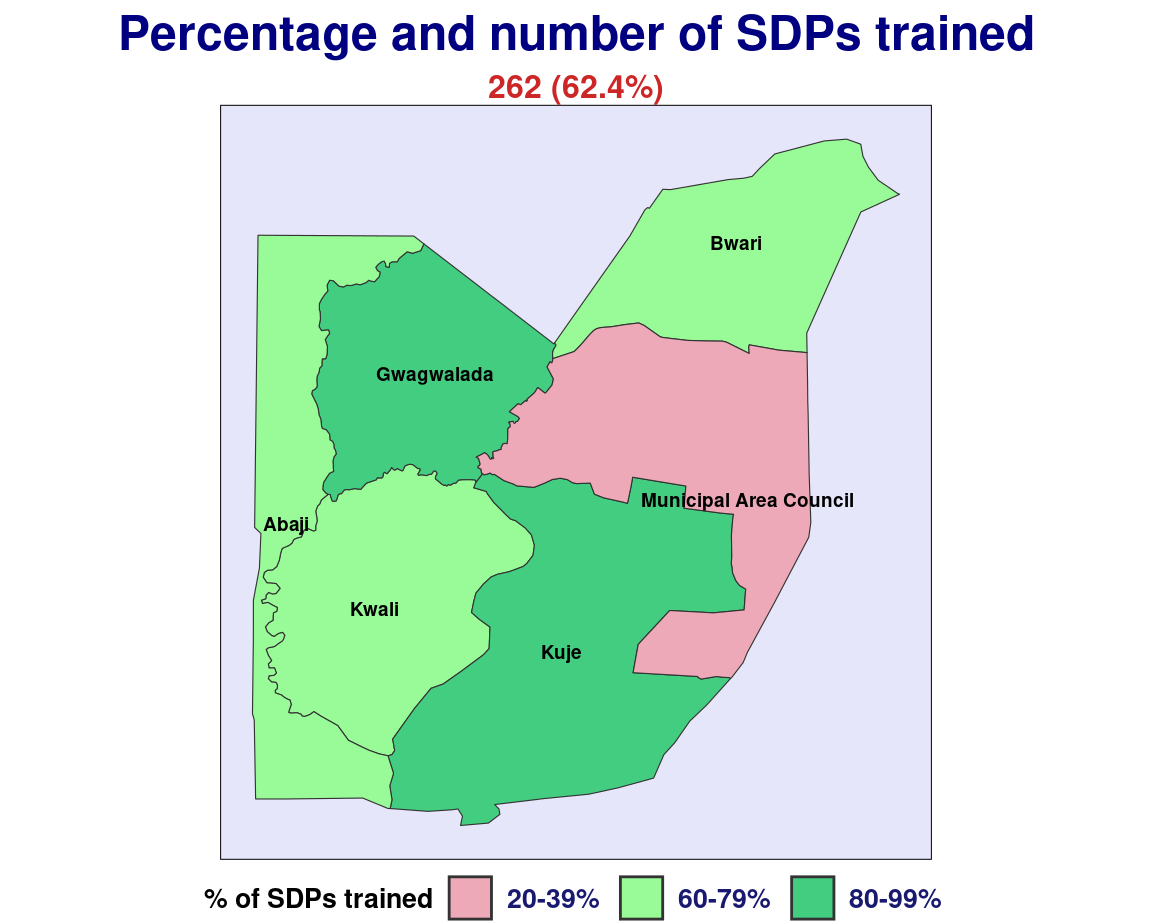 Percentage and number of SDPs trained
262 (62.4%)
Bwari
Gwagwalada
Municipal Area Council
Abaji
Kwali
Kuje
% of SDPs trained 20-39% 60-79% 80-99%